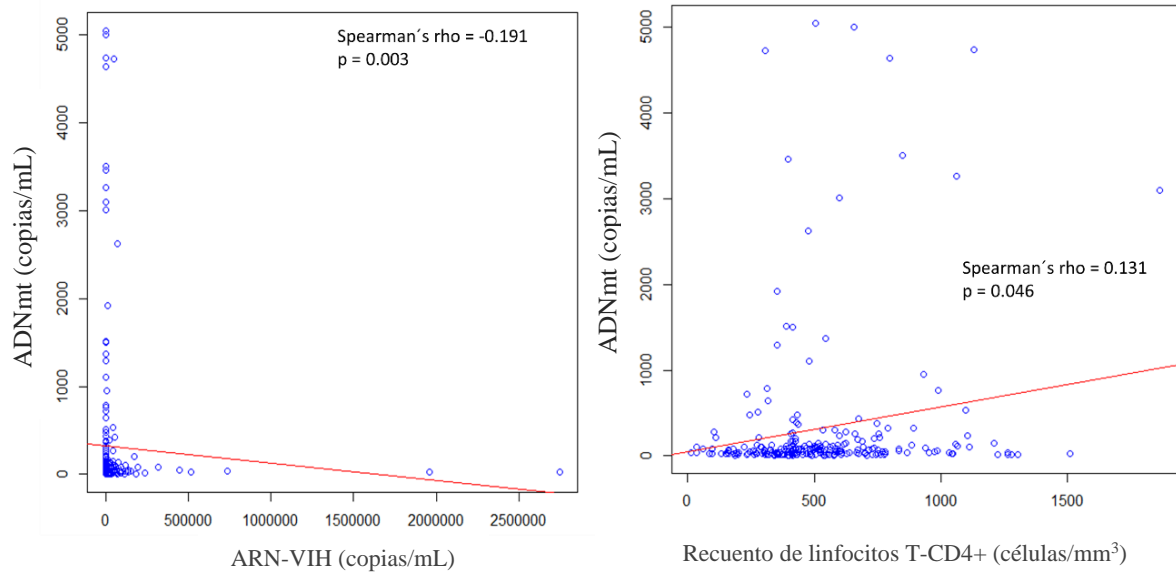 Spearman´s rho = -0.191
p = 0.003
ADNmt (copias/mL)
5000
4000
3000
2000
1000
0
0 500000 1000000 1500000 2000000 2500000
ARN-VIH (copias/mL)
Spearman´s rho = 0.131
p = 0.046
ADNmt (copias/mL)
5000
4000
3000
2000
1000
0
0 500 1000 1500
Recuento de linfocitos T-CD4+ (células/mm³)